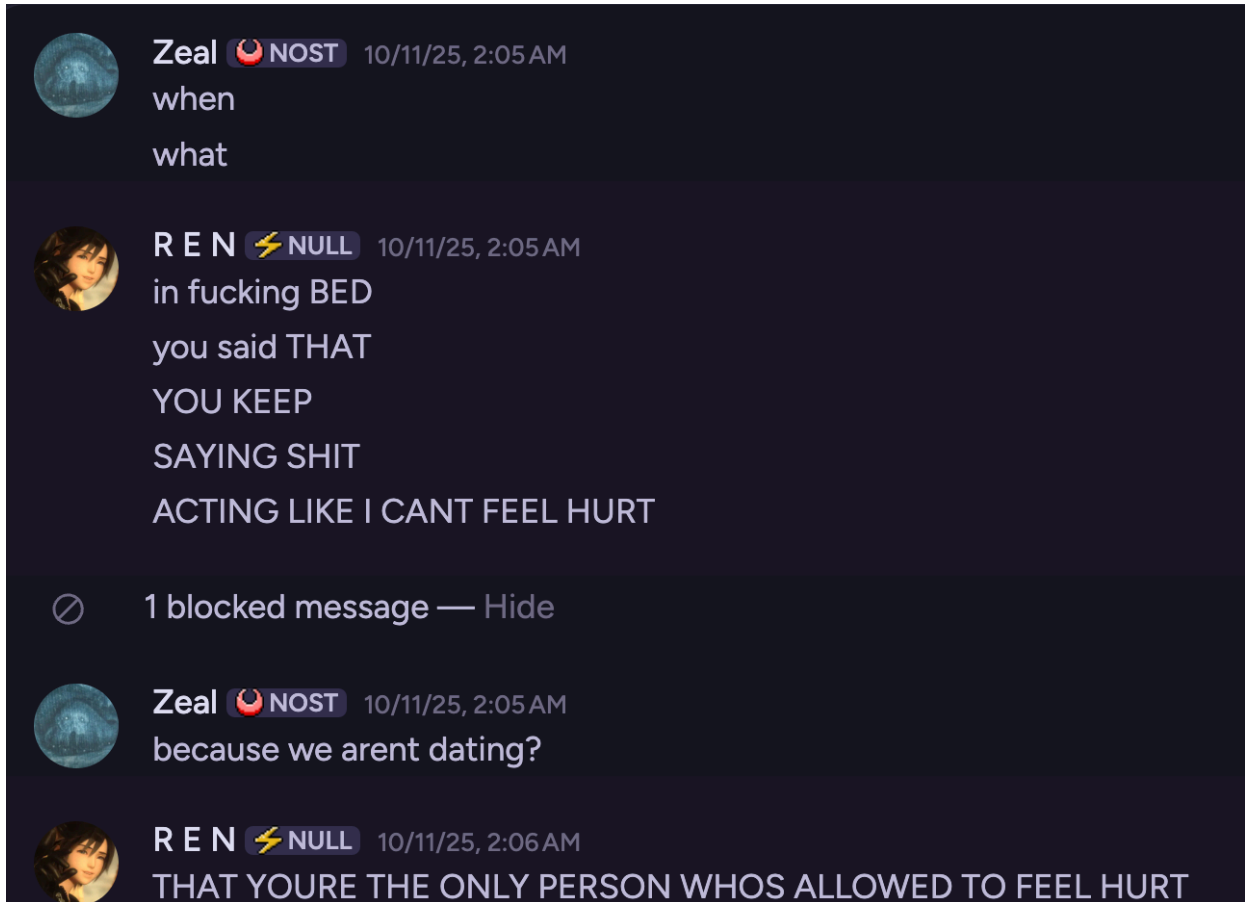 Zeal NOST 10/11/25, 2:05 AM
when
what
R E N NULL 10/11/25, 2:05 AM
in fucking BED
you said THAT
YOU KEEP
SAYING SHIT
ACTING LIKE I CANT FEEL HURT
1 blocked message — Hide
Zeal NOST 10/11/25, 2:05 AM
because we arent dating?
R E N NULL 10/11/25, 2:06 AM
THAT YOURE THE ONLY PERSON WHOS ALLOWED TO FEEL HURT